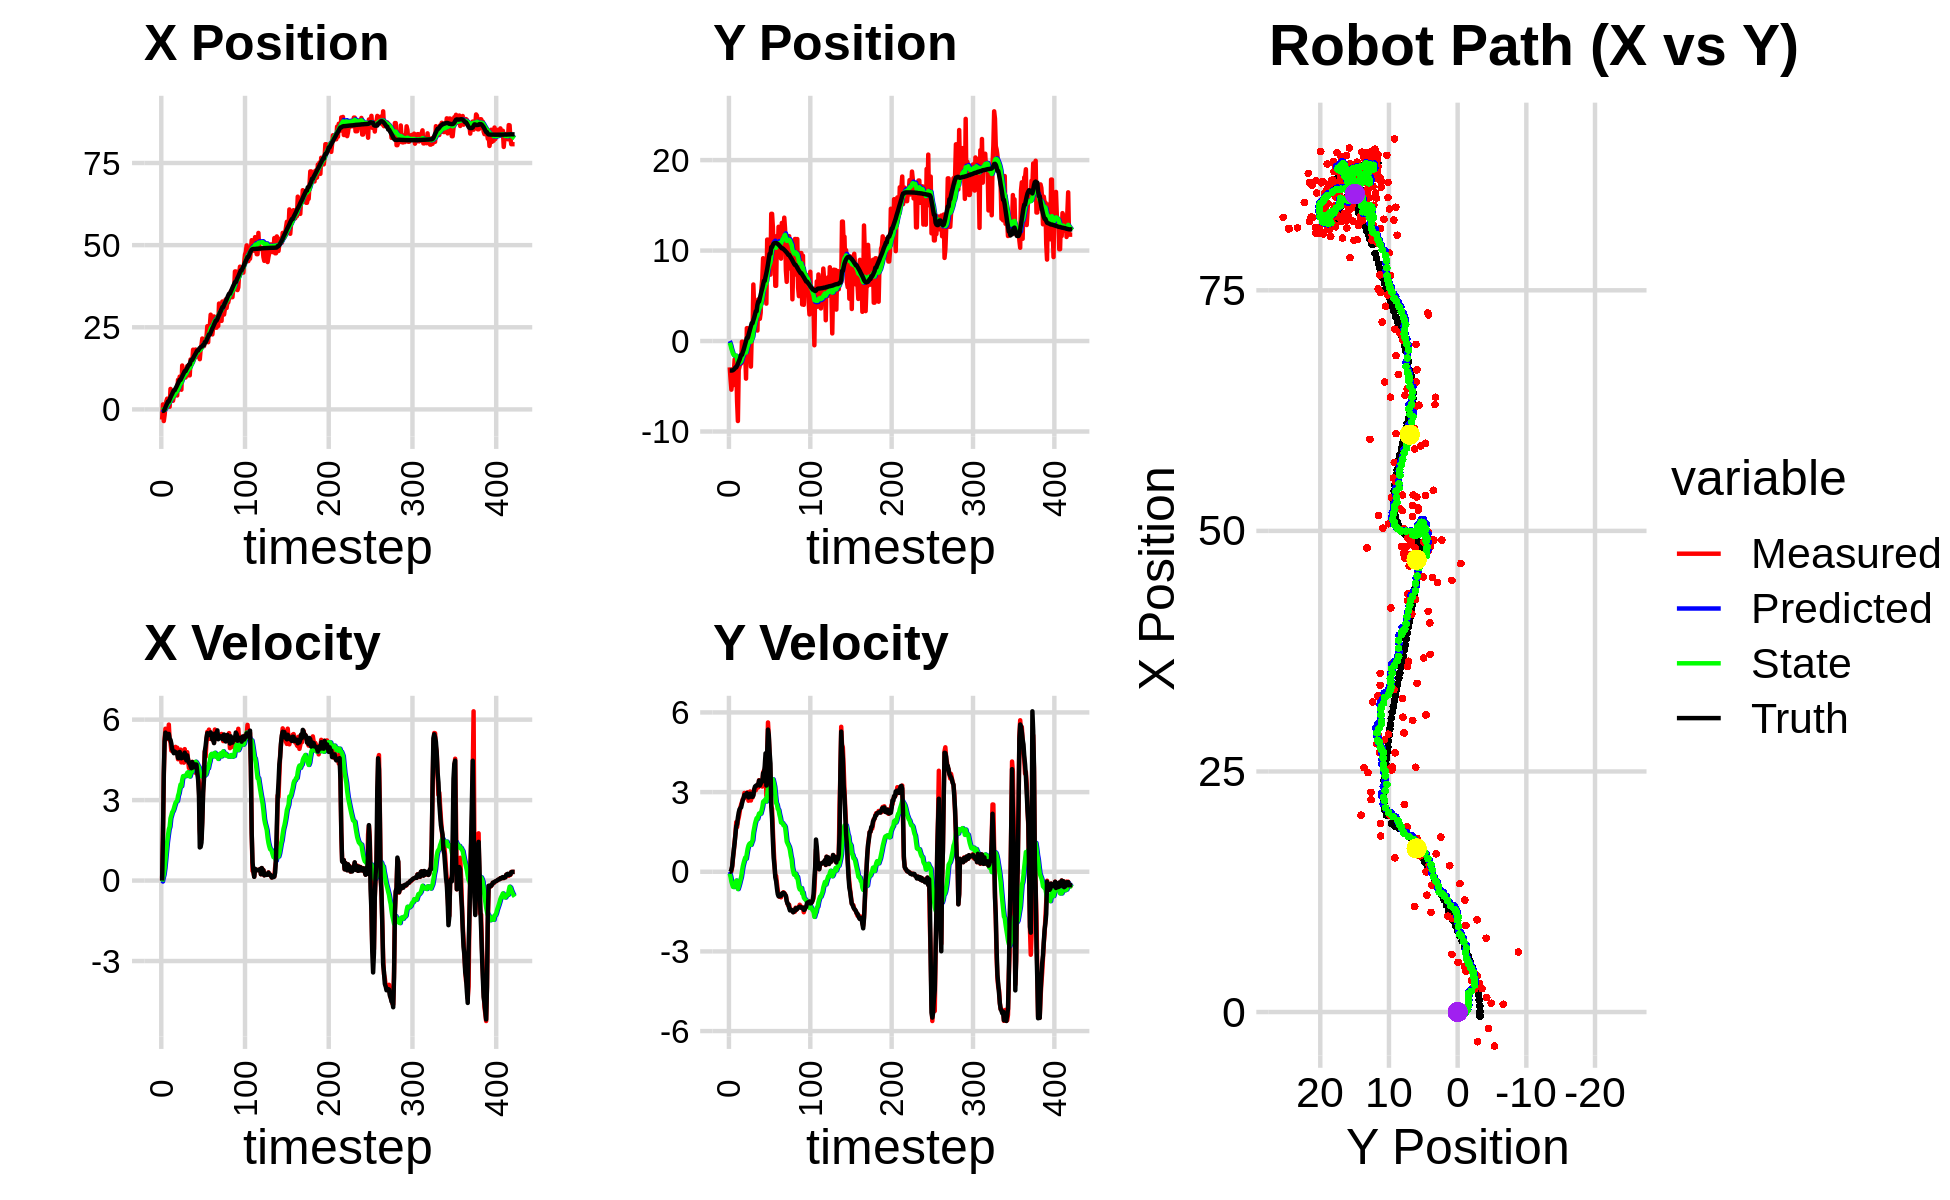 X Position
75
50
25
0
0
100
200
300
400
timestep
Y Position
20
10
0
-10
0
100
200
300
400
timestep
X Velocity
6
3
0
-3
0
100
200
300
400
timestep
Y Velocity
6
3
0
-3
-6
0
100
200
300
400
timestep
Robot Path (X vs Y)
X Position
75
50
25
0
20 10 0 -10 -20
Y Position
variable
Measured
Predicted
State
Truth